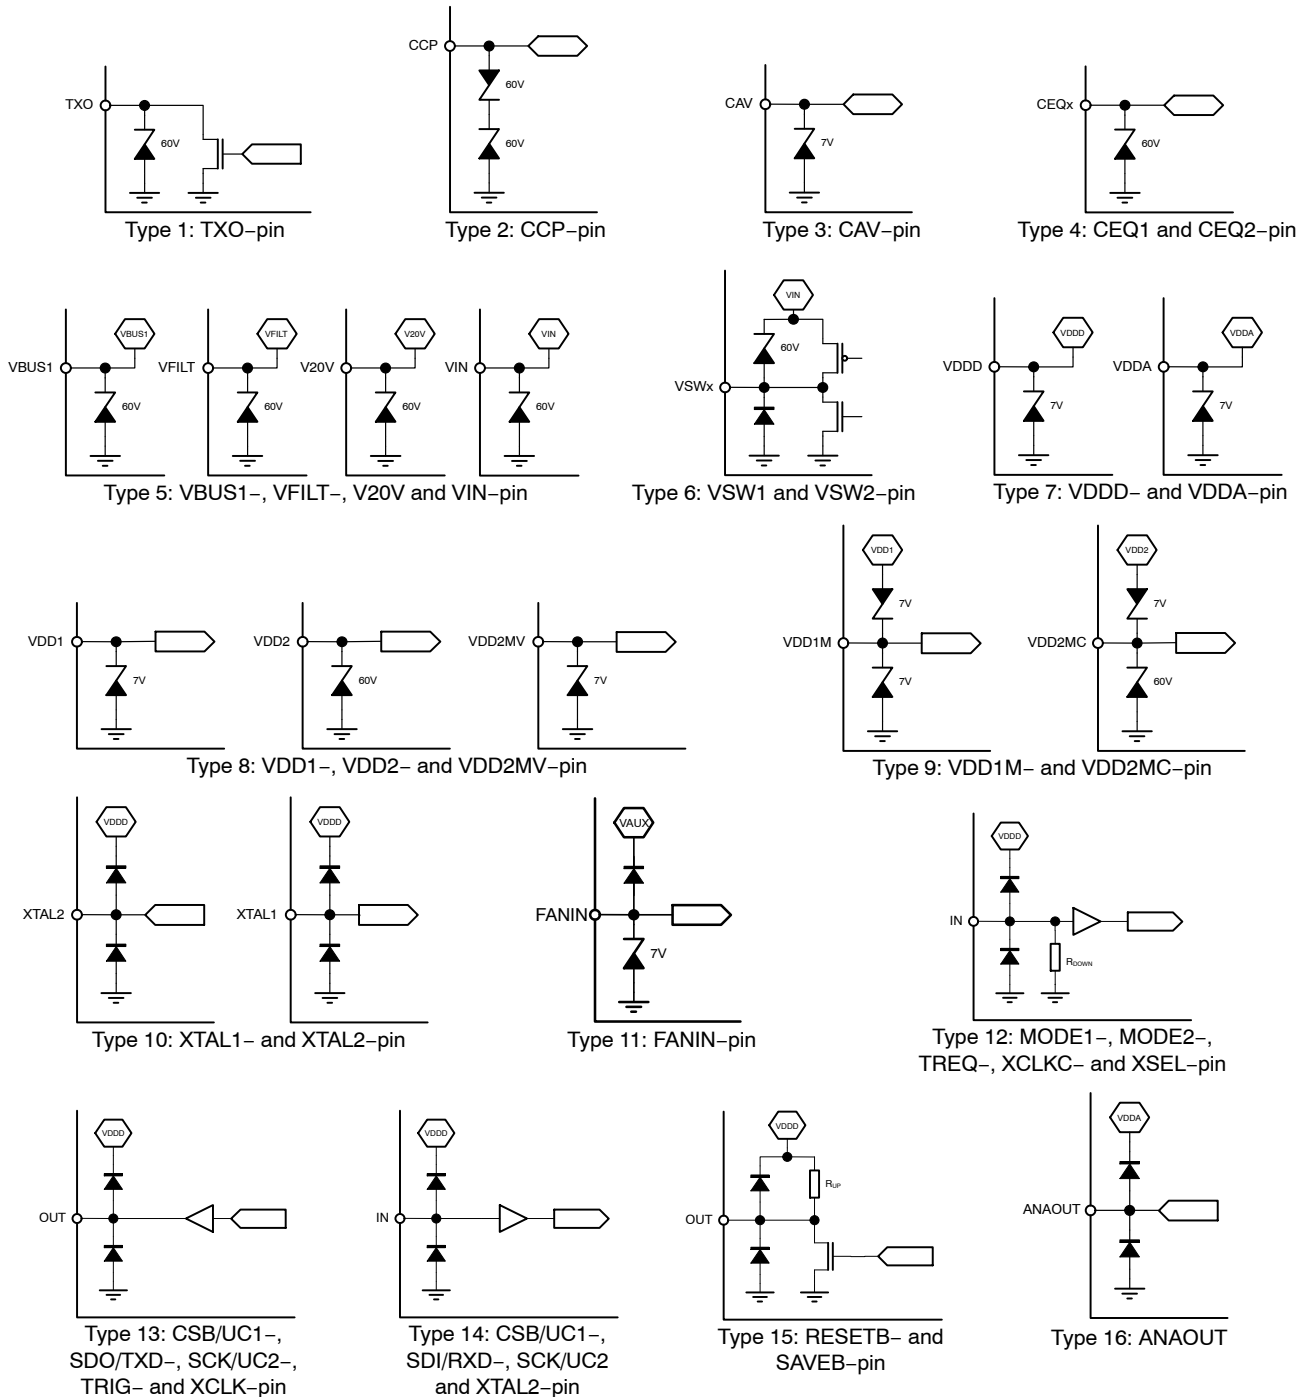 TXO
60V
Type 1: TXO−pin
CCP
60V
60V
Type 2: CCP−pin
CAV
7V
Type 3: CAV−pin
CEQx
60V
Type 4: CEQ1 and CEQ2−pin
VBUS1
VBUS1
60V
VFILT
VFILT
60V
V20V
V20V
60V
VIN
VIN
60V
Type 5: VBUS1−, VFILT−, V20V and VIN−pin
VIN
60V
VSWx
Type 6: VSW1 and VSW2−pin
VDDD
VDDD
7V
VDDA
VDDA
7V
Type 7: VDDD− and VDDA−pin
VDD1
7V
VDD2
60V
VDD2MV
7V
Type 8: VDD1−, VDD2− and VDD2MV−pin
VDD1
7V
VDD1M
7V
VDD2
7V
VDD2MC
60V
Type 9: VDD1M− and VDD2MC−pin
VDDD
XTAL2
VDDD
XTAL1
Type 10: XTAL1− and XTAL2−pin
VAUX
FANIN
7V
Type 11: FANIN−pin
VDDD
IN
RDOWN
Type 12: MODE1−, MODE2−,
TREQ−, XCLKC− and XSEL−pin
VDDD
OUT
Type 13: CSB/UC1−,
SDO/TXD−, SCK/UC2−,
TRIG− and XCLK−pin
VDDD
IN
Type 14: CSB/UC1−,
SDI/RXD−, SCK/UC2
and XTAL2−pin
VDDD
RUP
OUT
Type 15: RESETB− and
SAVEB−pin
VDDA
ANAOUT
Type 16: ANAOUT